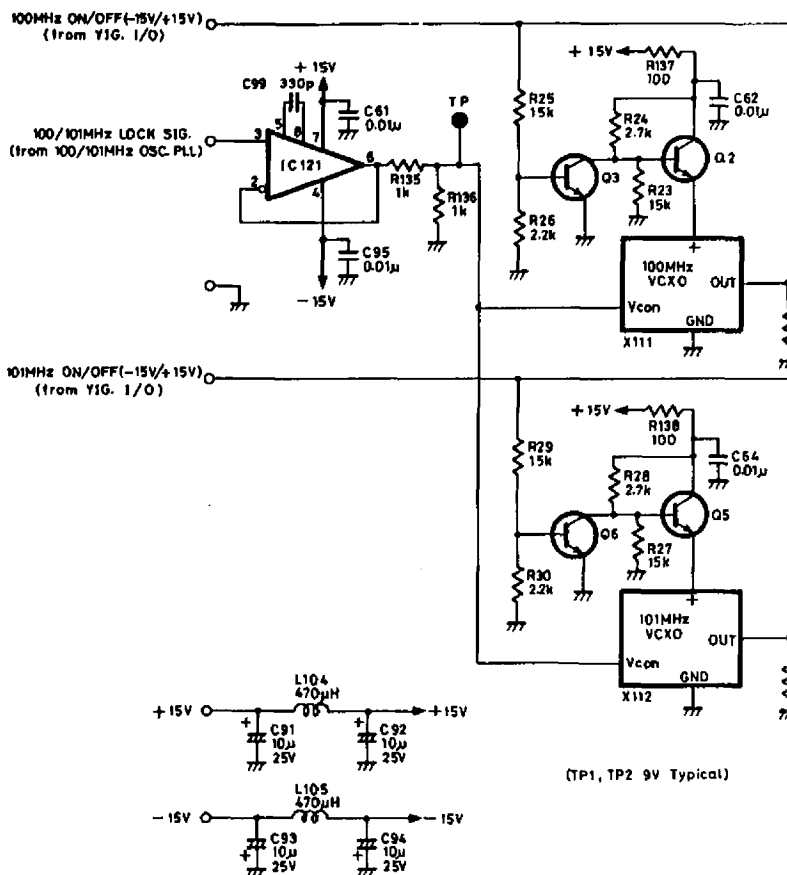 100MHz ON/OFF(-15V/+15V)
(from YIG. I/O)
+15V
R137
100
C99
330p
+15V
C61
0.01μ
TP
R25
15k
R24
2.7k
C62
0.01μ
100/101MHz LOCK SIG.
(from 100/101MHz OSC. PLL)
3
5
8
7
IC121
6
2
4
R135
1k
R136
1k
Q3
Q2
R23
15k
R26
2.2k
C95
0.01μ
-15V
+
100MHz
VCXO
OUT
Vcon
GND
X111
101MHz ON/OFF(-15V/+15V)
(from YIG. I/O)
+15V
R138
100
R29
15k
R28
2.7k
C64
0.01μ
Q6
Q5
R27
15k
R30
2.2k
+
101MHz
VCXO
OUT
Vcon
GND
X112
L104
470μH
+15V
+15V
+
C91
10μ
25V
+
C92
10μ
25V
(TP1, TP2 9V Typical)
L105
470μH
-15V
-15V
C93
10μ
25V
+
C94
10μ
25V
+